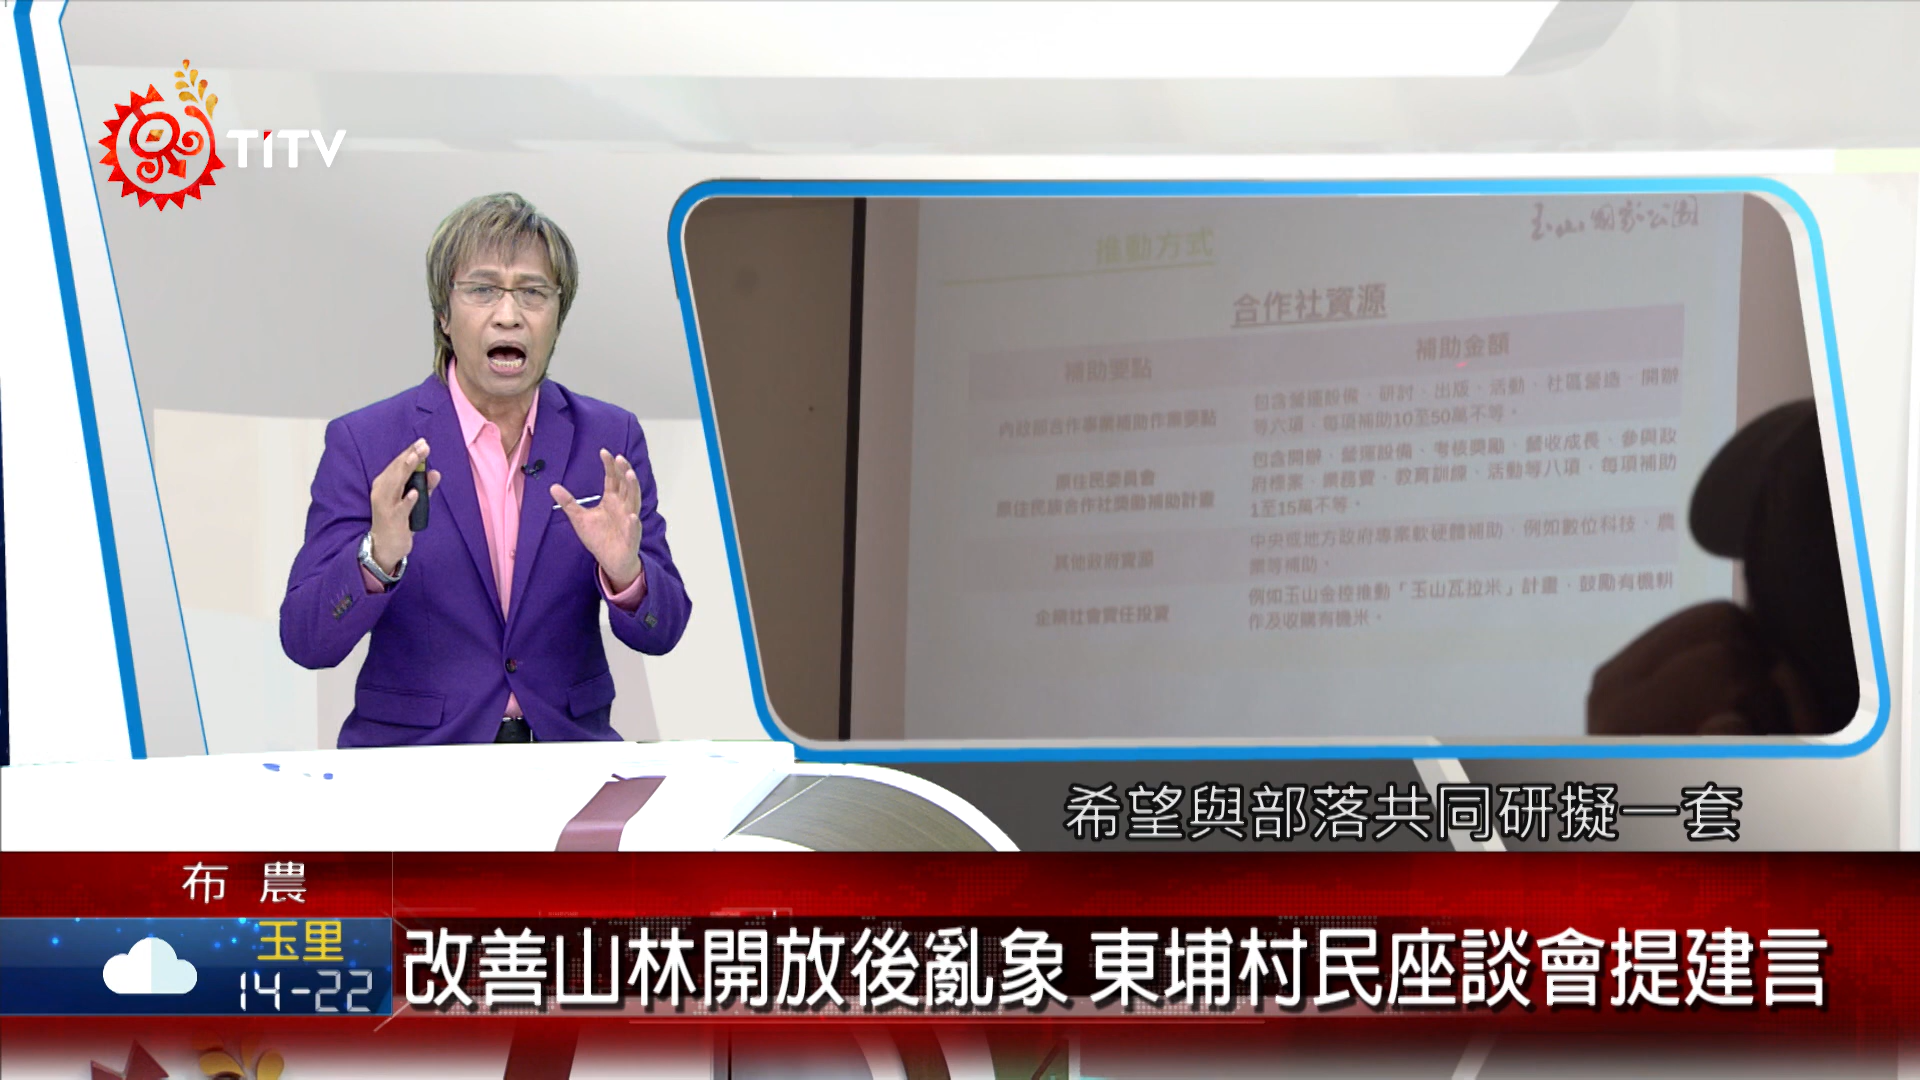 TiTV
玉山國家公園
推動方式
合作社資源
補助要點 補助金額
內政部合作事業補助作業要點 包含營運設備、研討、出版、活動、社區營造、開辦
等六項，每項補助10至50萬不等。
原住民委員會
原住民族合作社獎勵補助計畫 包含開辦、營運設備、考核獎勵、營收成長、參與政
府標案、業務費、教育訓練、活動等八項，每項補助
1至15萬不等。
其他政府資源 中央或地方政府專案軟硬體補助，例如數位科技、農
業等補助。
企業社會責任投資 例如玉山金控推動「玉山瓦拉米」計畫，鼓勵有機耕
作及收購有機米。
希望與部落共同研擬一套
布農
玉里
14-22
改善山林開放後亂象 東埔村民座談會提建言